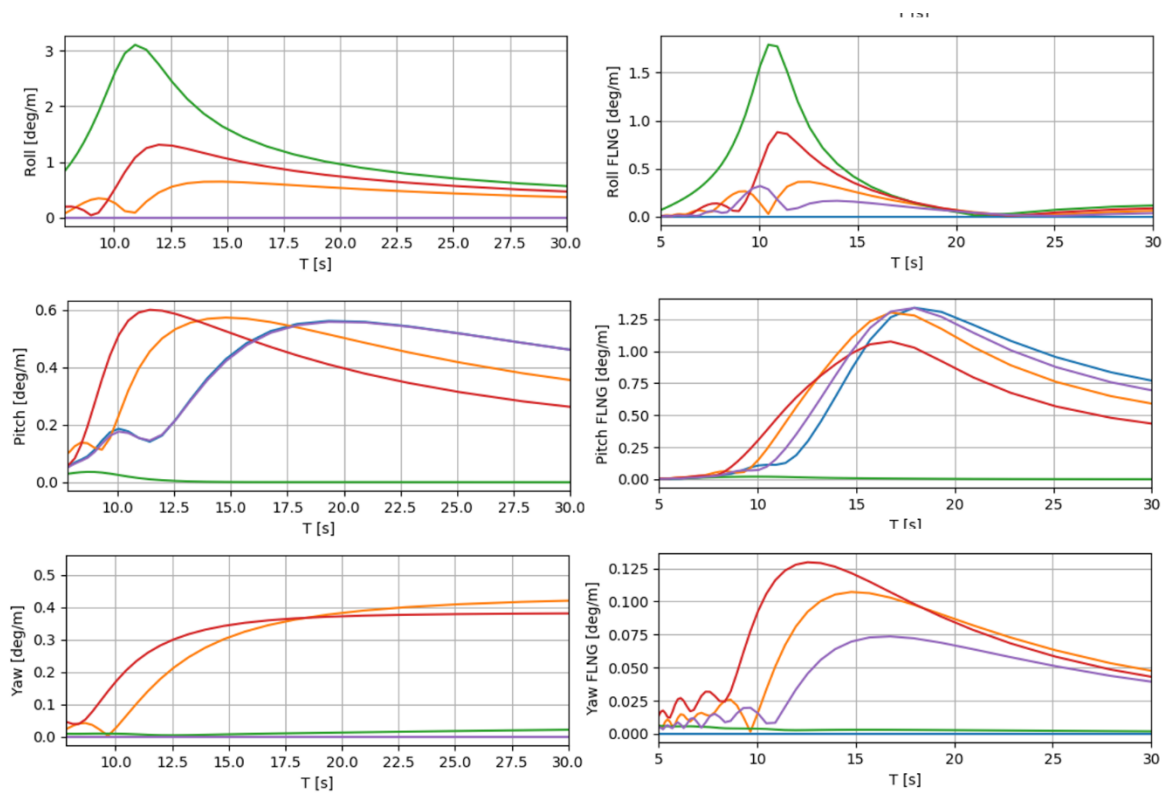 T [s]
Roll [deg/m]
3
2
1
0
10.0 12.5 15.0 17.5 20.0 22.5 25.0 27.5 30.0
T [s]
Roll FLNG [deg/m]
1.5
1.0
0.5
0.0
5 10 15 20 25 30
T [s]
Pitch [deg/m]
0.6
0.4
0.2
0.0
10.0 12.5 15.0 17.5 20.0 22.5 25.0 27.5 30.0
T [s]
Pitch FLNG [deg/m]
1.25
1.00
0.75
0.50
0.25
0.00
5 10 15 20 25 30
T [s]
Yaw [deg/m]
0.5
0.4
0.3
0.2
0.1
0.0
10.0 12.5 15.0 17.5 20.0 22.5 25.0 27.5 30.0
T [s]
Yaw FLNG [deg/m]
0.125
0.100
0.075
0.050
0.025
0.000
5 10 15 20 25 30
T [s]